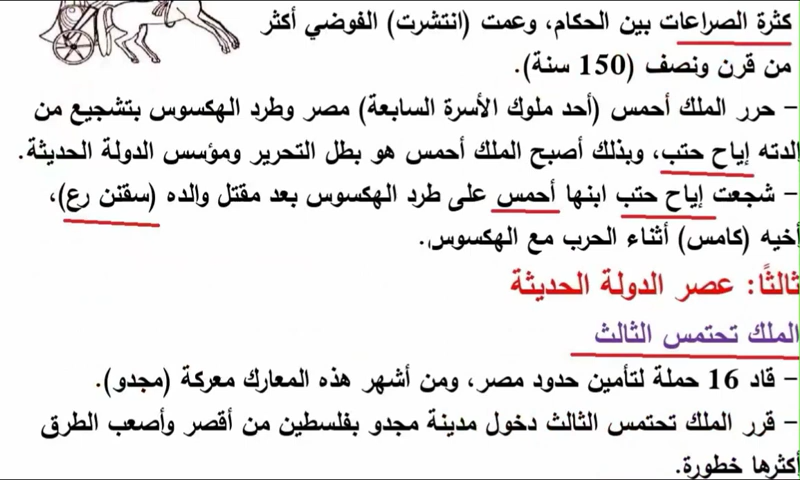 كثرة الصراعات بين الحكام، وعمت (انتشرت) الفوضي أكثر
من قرن ونصف (150 سنة).
- حرر الملك أحمس (أحد ملوك الأسرة السابعة) مصر وطرد الهكسوس بتشجيع من
الدته إياح حتب، وبذلك أصبح الملك أحمس هو بطل التحرير ومؤسس الدولة الحديثة.
- شجعت إياح حتب ابنها أحمس على طرد الهكسوس بعد مقتل والده (سقنن رع)،
أخيه (كامس) أثناء الحرب مع الهكسوس.
ثالثًا: عصر الدولة الحديثة
الملك تحتمس الثالث
- قاد 16 حملة لتأمين حدود مصر، ومن أشهر هذه المعارك معركة (مجدو).
- قرر الملك تحتمس الثالث دخول مدينة مجدو بفلسطين من أقصر وأصعب الطرق
أكثرها خطورة.